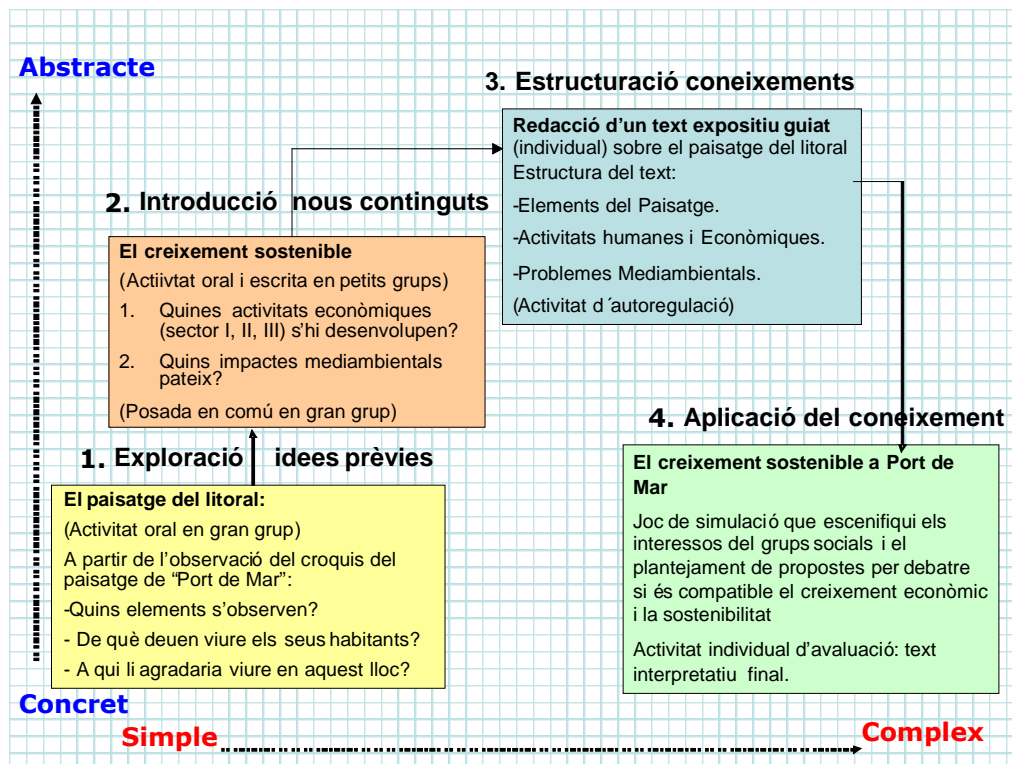 Abstracte
3. Estructuració coneixements
Redacció d'un text expositiu guiat
(individual) sobre el paisatge del litoral
Estructura del text:
-Elements del Paisatge.
-Activitats humanes i Econòmiques.
-Problemes Mediambientals.
(Activitat d´autoregulació)
2. Introducció nous continguts
El creixement sostenible
(Actiivtat oral i escrita en petits grups)
1. Quines activitats econòmiques
(sector I, II, III) s'hi desenvolupen?
2. Quins impactes mediambientals
pateix?
(Posada en comú en gran grup)
1. Exploració idees prèvies
El paisatge del litoral:
(Activitat oral en gran grup)
A partir de l'observació del croquis del
paisatge de “Port de Mar”:
-Quins elements s'observen?
- De què deuen viure els seus habitants?
- A qui li agradaria viure en aquest lloc?
4. Aplicació del coneixement
El creixement sostenible a Port de
Mar
Joc de simulació que escenifiqui els
interessos del grups socials i el
plantejament de propostes per debatre
si és compatible el creixement econòmic
i la sostenibilitat
Activitat individual d'avaluació: text
interpretatiu final.
Concret
Simple
Complex